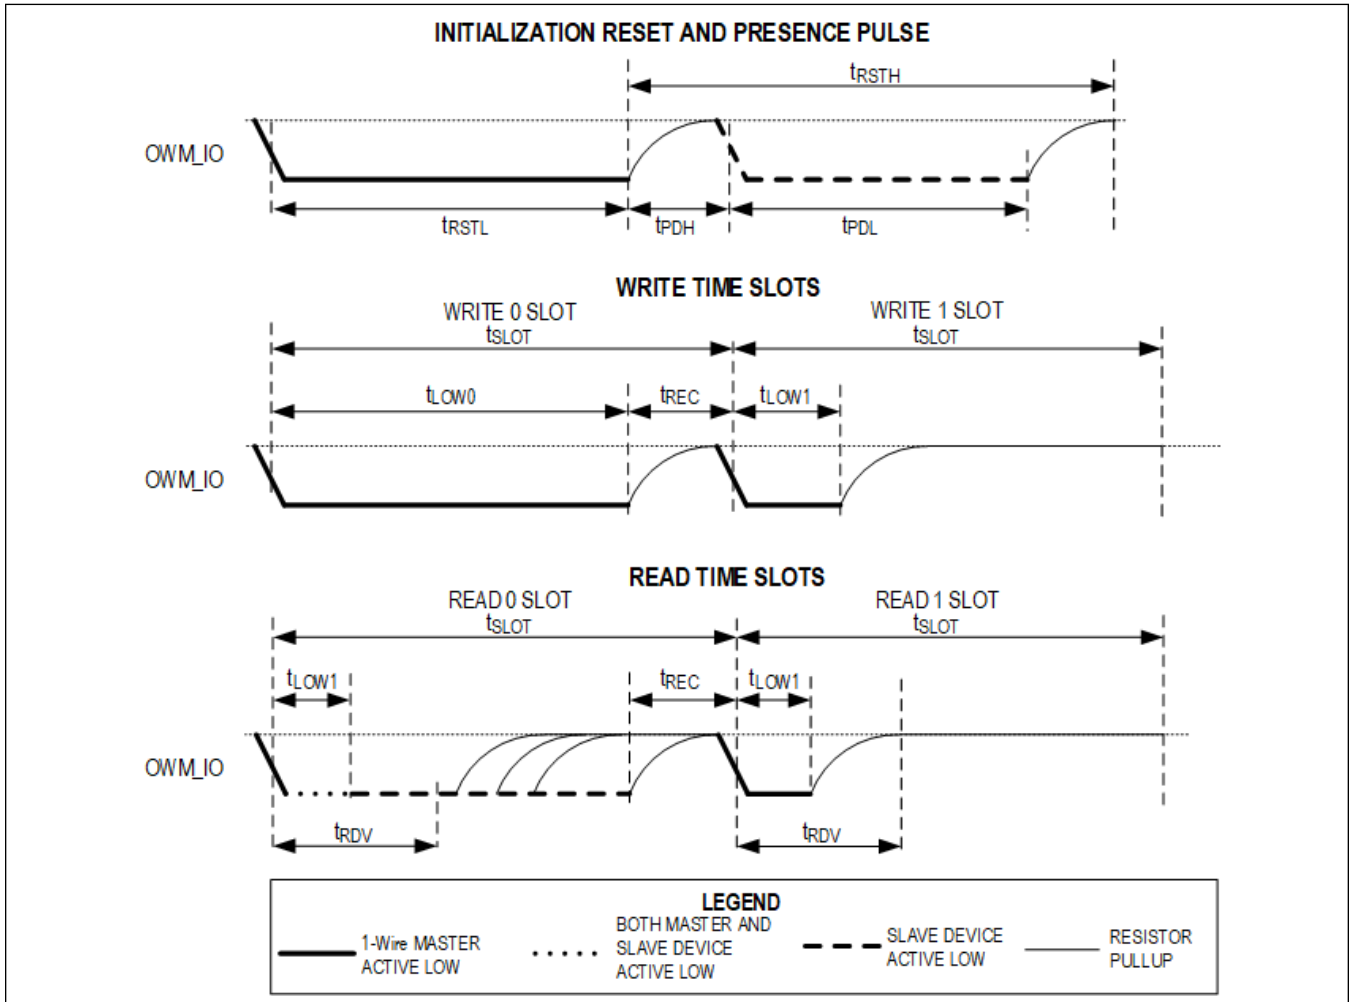 INITIALIZATION RESET AND PRESENCE PULSE
tRSTH
OWM_IO
tRSTL tPDH tPDL
WRITE TIME SLOTS
WRITE 0 SLOT WRITE 1 SLOT
tSLOT tSLOT
tLOW0 tREC tLOW1
OWM_IO
READ TIME SLOTS
READ 0 SLOT READ 1 SLOT
tSLOT tSLOT
tLOW1 tREC tLOW1
OWM_IO
tRDV tRDV
LEGEND
1-Wire MASTER
ACTIVE LOW
BOTH MASTER AND
SLAVE DEVICE
ACTIVE LOW
SLAVE DEVICE
ACTIVE LOW
RESISTOR
PULLUP